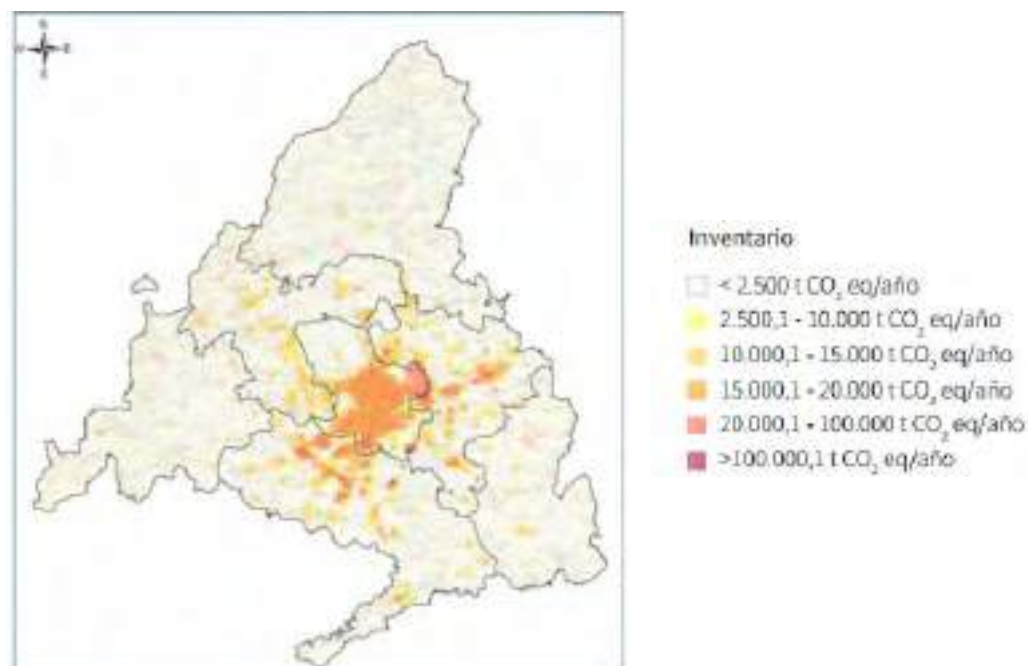 N
E
S
Inventario
< 2.500 t CO₂ eq/año
2.500,1 - 10.000 t CO₂ eq/año
10.000,1 - 15.000 t CO₂ eq/año
15.000,1 - 20.000 t CO₂ eq/año
20.000,1 - 100.000 t CO₂ eq/año
>100.000,1 t CO₂ eq/año